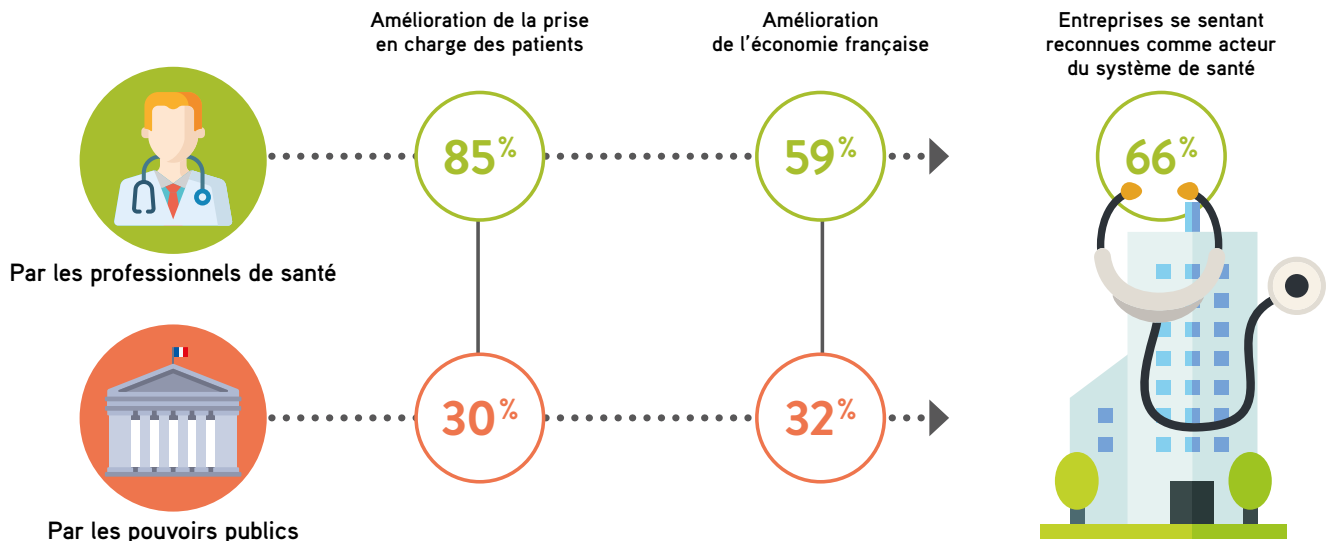 Amélioration de la prise
en charge des patients
Amélioration
de l'économie française
Entreprises se sentant
reconnues comme acteur
du système de santé
85%
59%
66%
Par les professionnels de santé
30%
32%
Par les pouvoirs publics